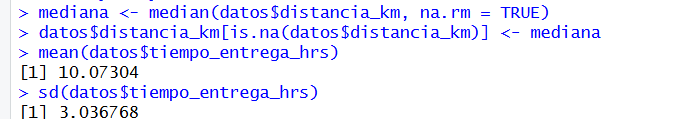 > mediana <- median(datos$distancia_km, na.rm = TRUE)
> datos$distancia_km[is.na(datos$distancia_km)] <- mediana
> mean(datos$tiempo_entrega_hrs)
[1] 10.07304
> sd(datos$tiempo_entrega_hrs)
[1] 3.036768